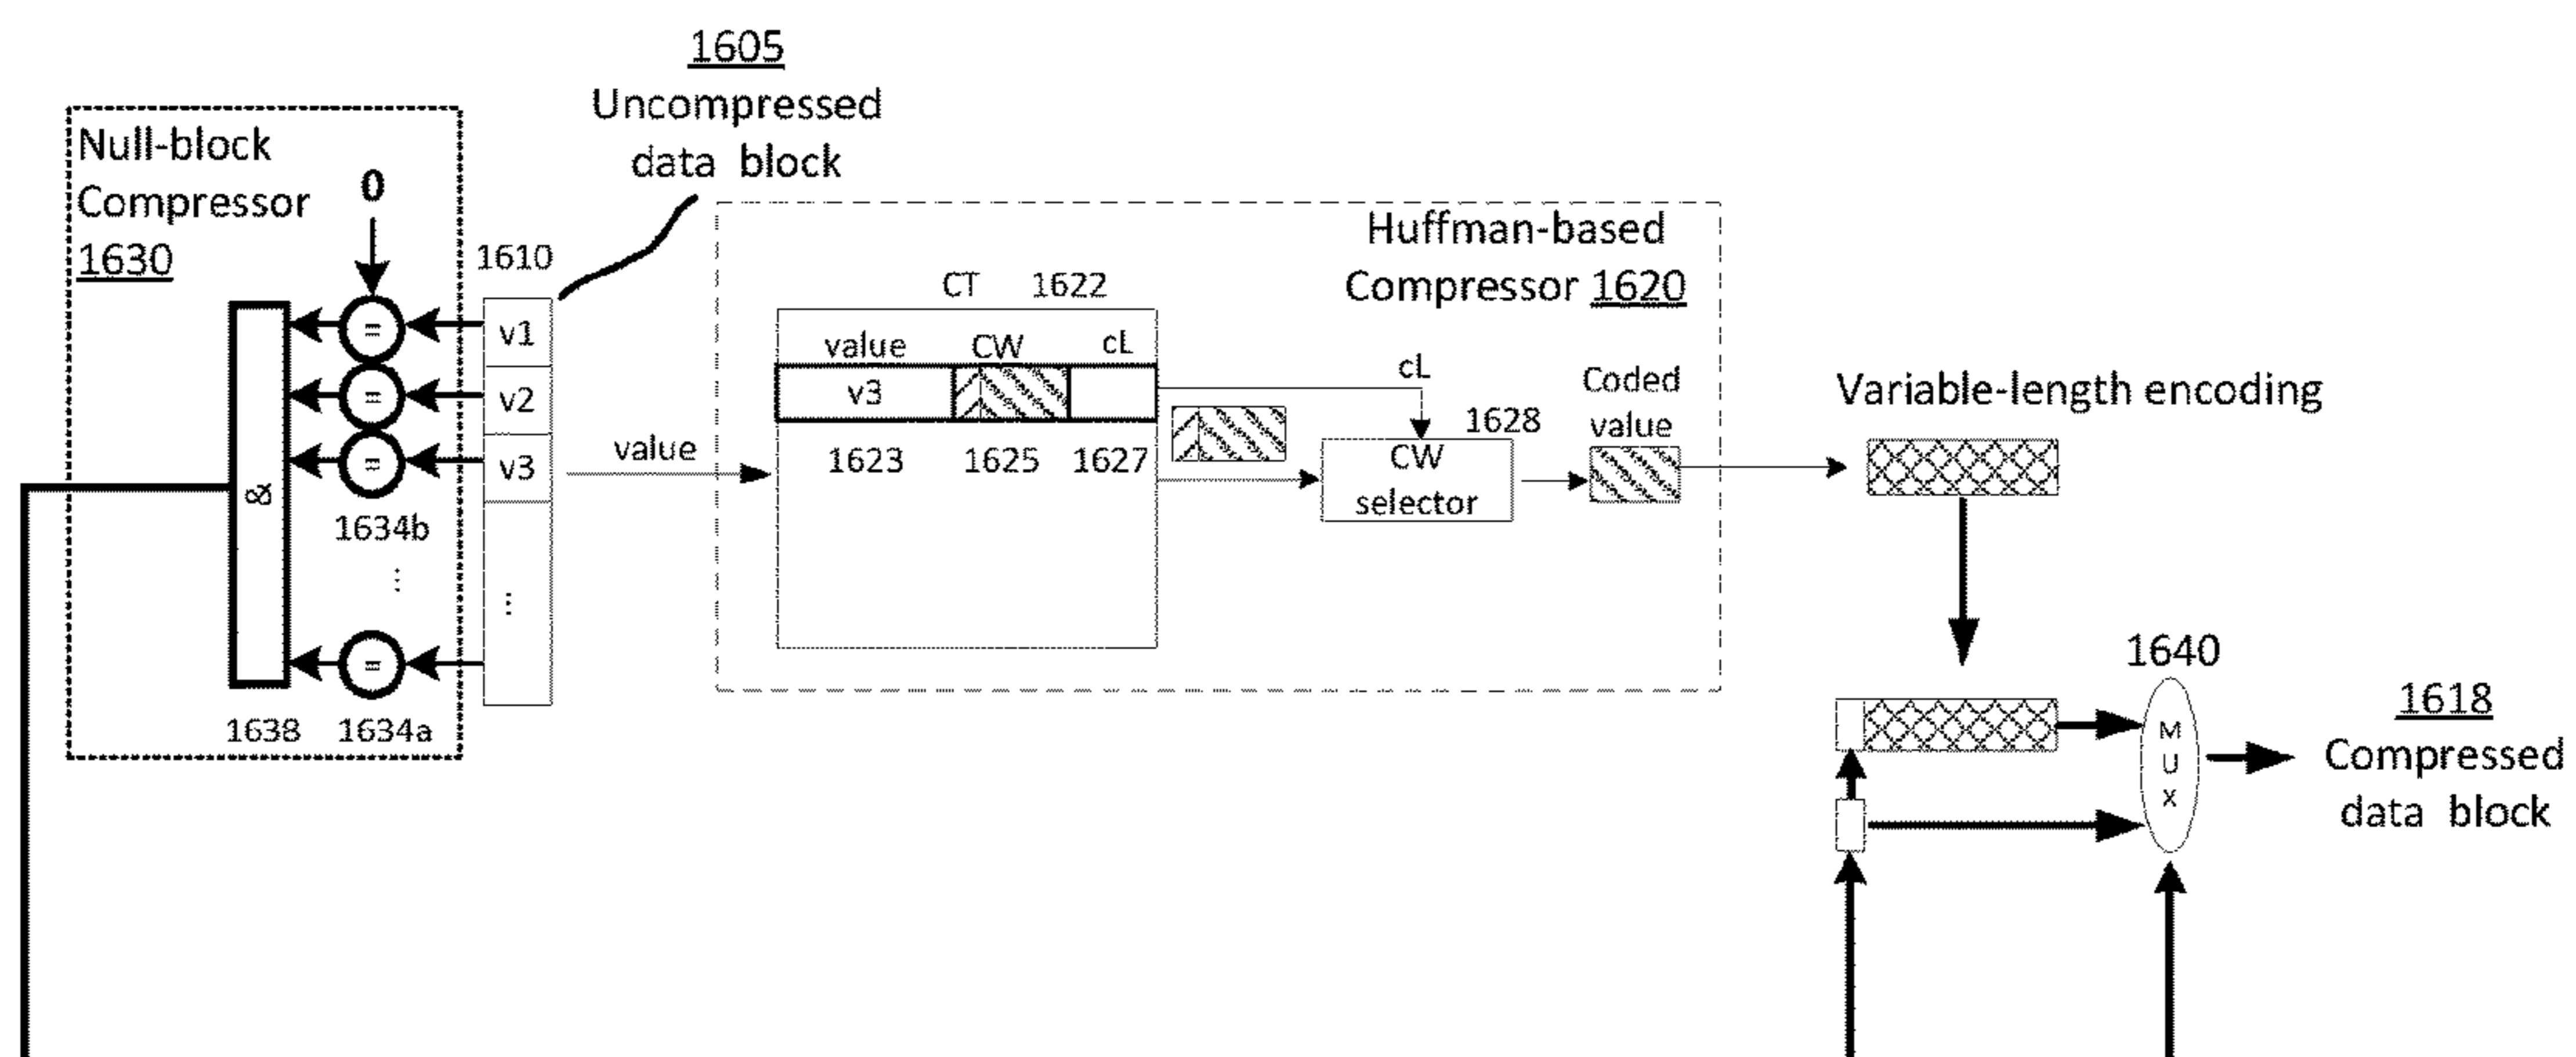 1605
Uncompressed
data block
Null-block
Compressor
1630
0
1610
=
v1
=
v2
=
v3
&
1634b
...
...
=
1638
1634a
value
Huffman-based
Compressor 1620
CT 1622
value CW cL
v3
1623 1625 1627
cL
1628
CW
selector
Coded
value
Variable-length encoding
1640
M
U
X
1618
Compressed
data block